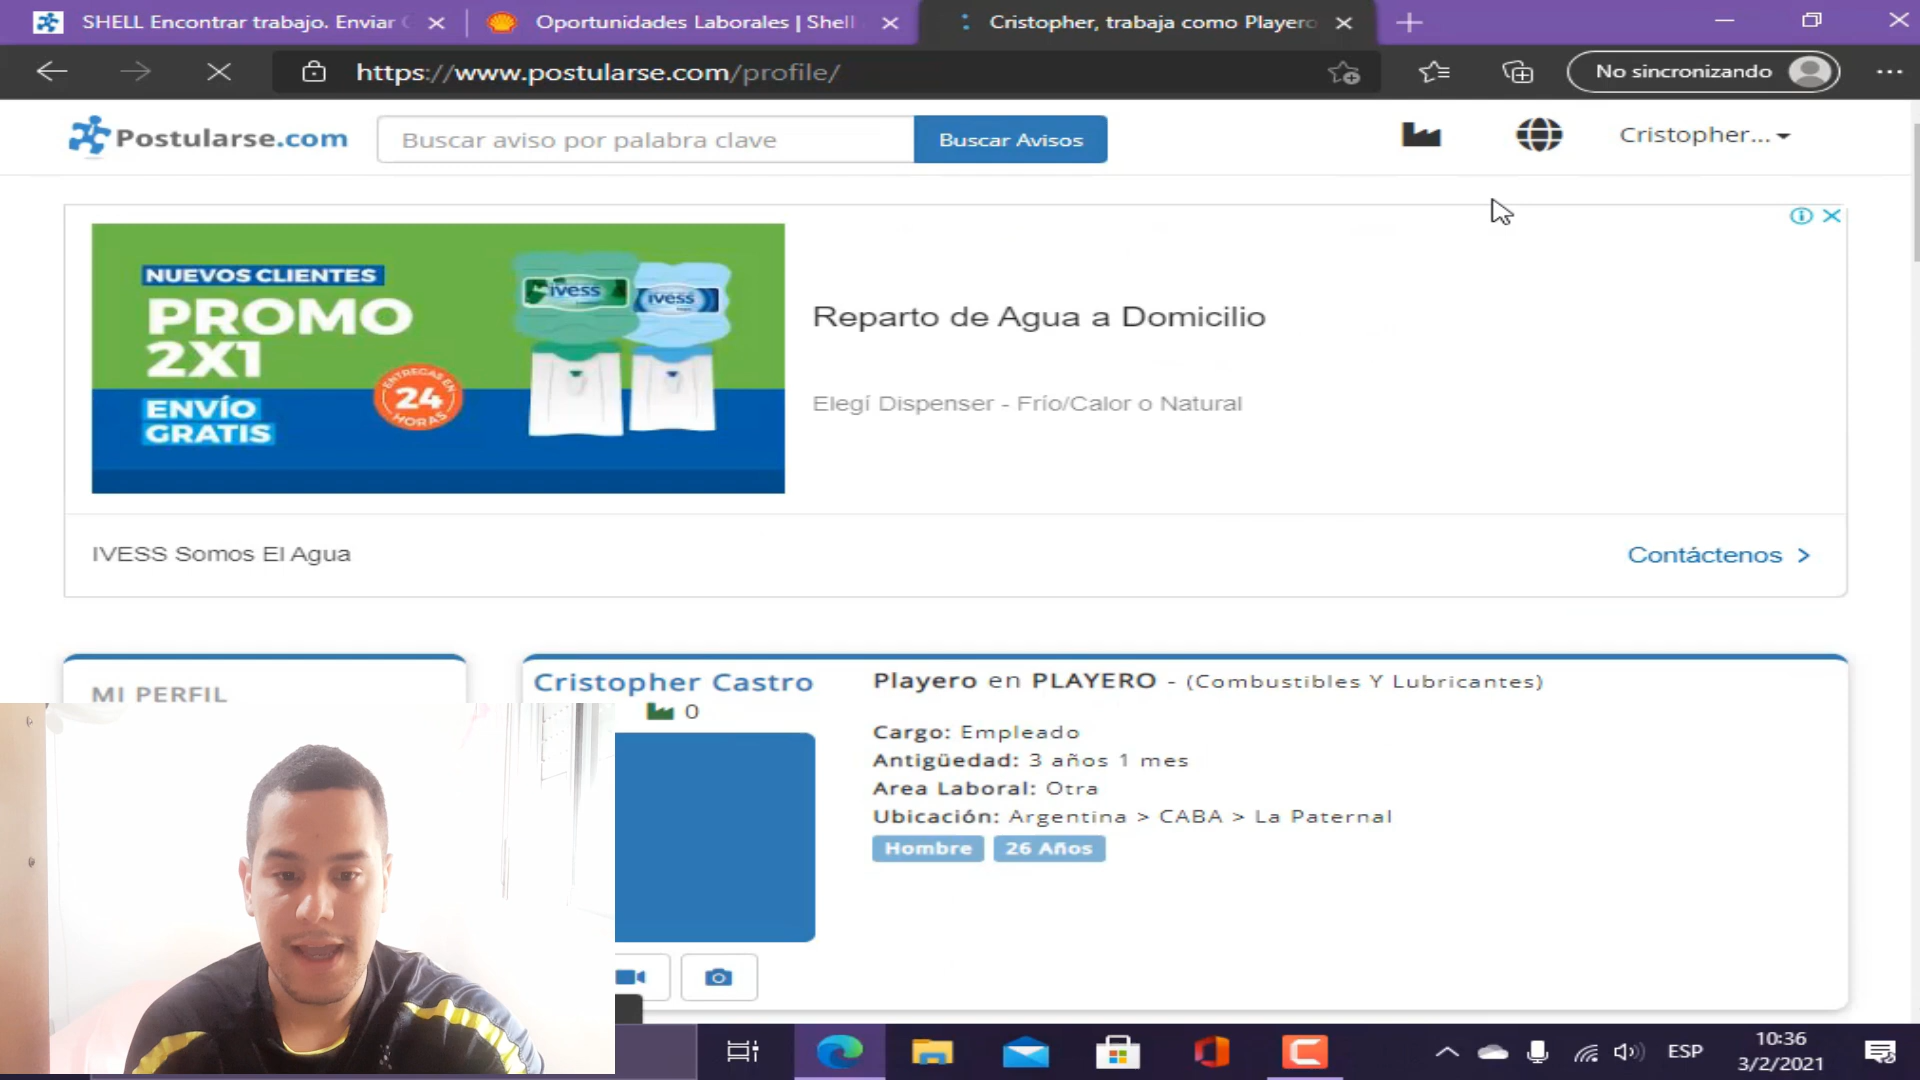 SHELL Encontrar trabajo. Enviar C
Oportunidades Laborales | Shell
Cristopher, trabaja como Playero
https://www.postularse.com/profile/
No sincronizando
Postularse.com
Buscar aviso por palabra clave
Buscar Avisos
Cristopher...
NUEVOS CLIENTES
PROMO
2X1
ENVÍO
GRATIS
ENTREGAS EN
24
HORAS
ivess
ivess
Reparto de Agua a Domicilio
Elegí Dispenser - Frío/Calor o Natural
IVESS Somos El Agua
Contáctenos >
MI PERFIL
Cristopher Castro
0
Playero en PLAYERO - (Combustibles Y Lubricantes)
Cargo: Empleado
Antigüedad: 3 años 1 mes
Area Laboral: Otra
Ubicación: Argentina > CABA > La Paternal
Hombre
26 Años
ESP
10:36
3/2/2021